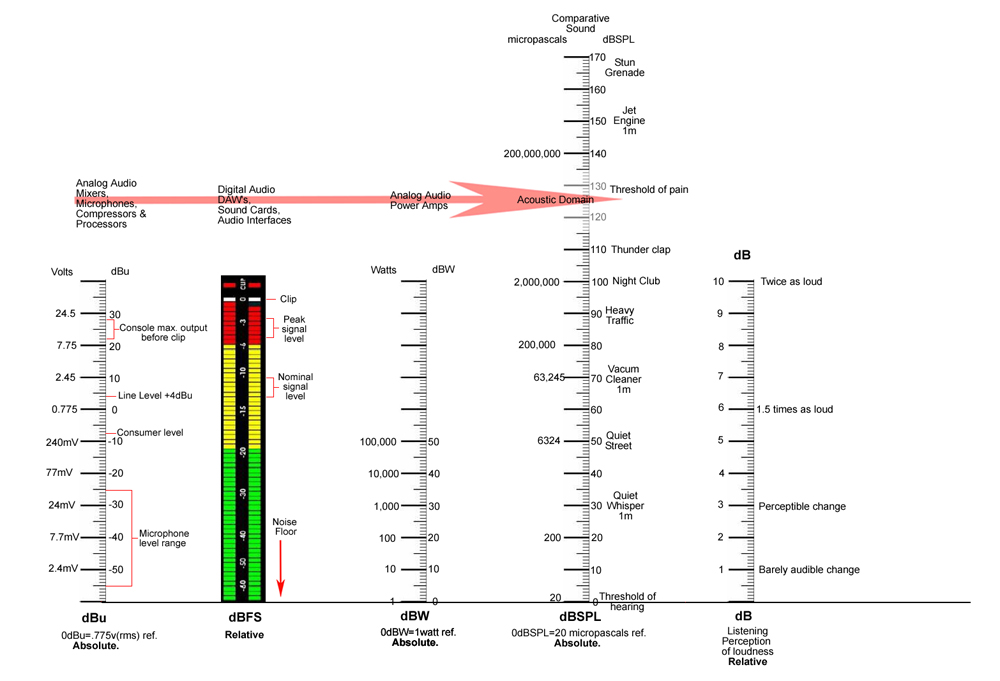 Comparative
Sound
micropascals
dBSPL
170
Stun
Grenade
160
Jet
Engine
1m
150
200,000,000
140
130
Threshold of pain
120
Analog Audio
Mixers,
Microphones,
Compressors &
Processors
Digital Audio
DAW's,
Sound Cards,
Audio Interfaces
Analog Audio
Power Amps
Acoustic Domain
110
Thunder clap
2,000,000
100
Night Club
90
Heavy
Traffic
200,000
80
63,245
70
Vacum
Cleaner
1m
60
6324
50
Quiet
Street
40
30
Quiet
Whisper
1m
200
20
10
20
0
Threshold of
hearing
Volts
dBu
24.5
30
Console max. output
before clip
7.75
20
2.45
10
Line Level +4dBu
0.775
0
Consumer level
240mV
-10
77mV
-20
24mV
-30
7.7mV
-40
Microphone
level range
2.4mV
-50
CLIP
0
Clip
-3
Peak
signal
level
-6
-10
Nominal
signal
level
-15
-20
-30
Noise
Floor
-40
-50
-60
Watts
dBW
100,000
50
10,000
40
1,000
30
100
20
10
10
1
0
dB
10
Twice as loud
9
8
7
6
1.5 times as loud
5
4
3
Perceptible change
2
1
Barely audible change
dBu
0dBu=.775v(rms) ref.
Absolute.
dBFS
Relative
dBW
0dBW=1watt ref.
Absolute.
dBSPL
0dBSPL=20 micropascals ref.
Absolute.
dB
Listening
Perception
of loudness
Relative